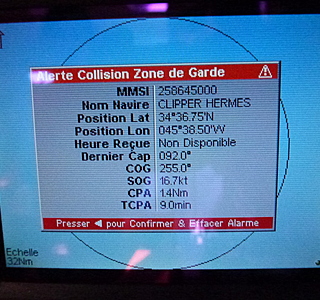 Alerte Collision Zone de Garde
MMSI 258645000
Nom Navire CLIPPER HERMES
Position Lat 34°36.75'N
Position Lon 045°38.50'W
Heure Reçue Non Disponible
Dernier Cap 092.0°
COG 255.0°
SOG 16.7kt
CPA 1.4Nm
TCPA 9.0min
Presser ◀ pour Confirmer & Effacer Alarme
Echelle
32Nm